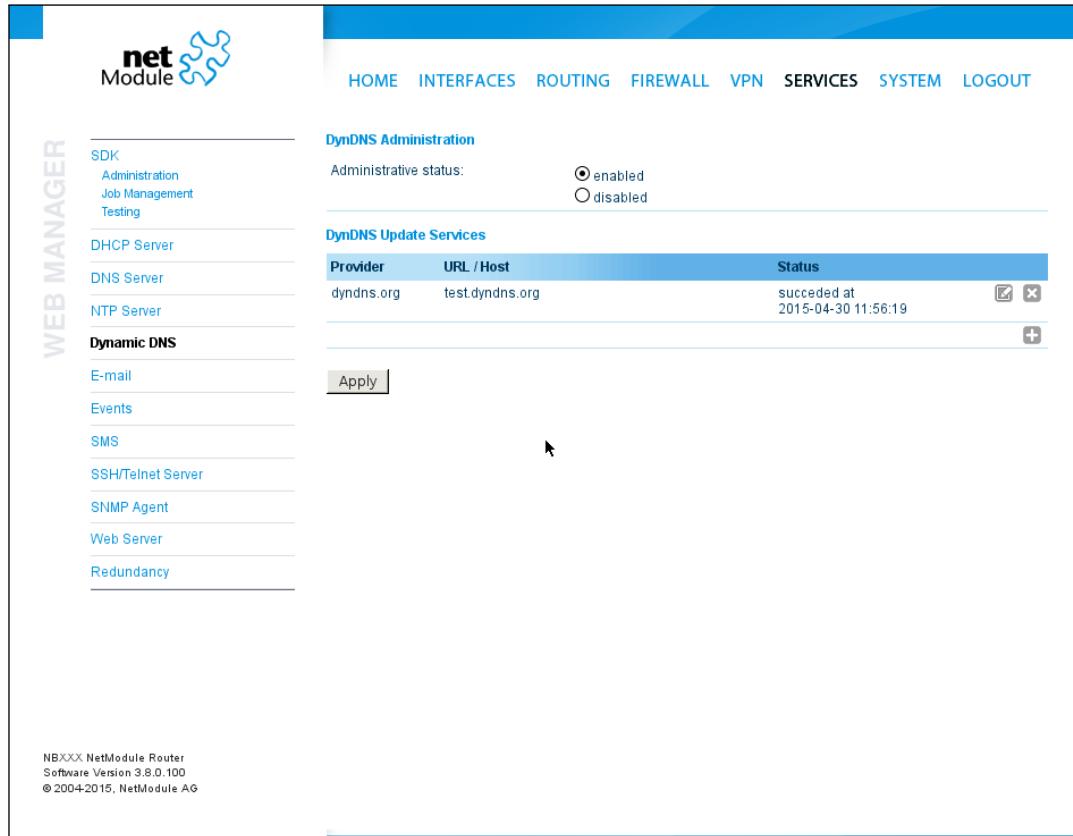 net
Module
HOME INTERFACES ROUTING FIREWALL VPN SERVICES SYSTEM LOGOUT
WEB MANAGER
SDK
Administration
Job Management
Testing
DHCP Server
DNS Server
NTP Server
Dynamic DNS
E-mail
Events
SMS
SSH/Telnet Server
SNMP Agent
Web Server
Redundancy
DynDNS Administration
Administrative status: enabled
disabled
DynDNS Update Services
Provider URL / Host Status
dyndns.org test.dyndns.org succeded at
2015-04-30 11:56:19
Apply
NBXXX NetModule Router
Software Version 3.8.0.100
© 2004-2015, NetModule AG